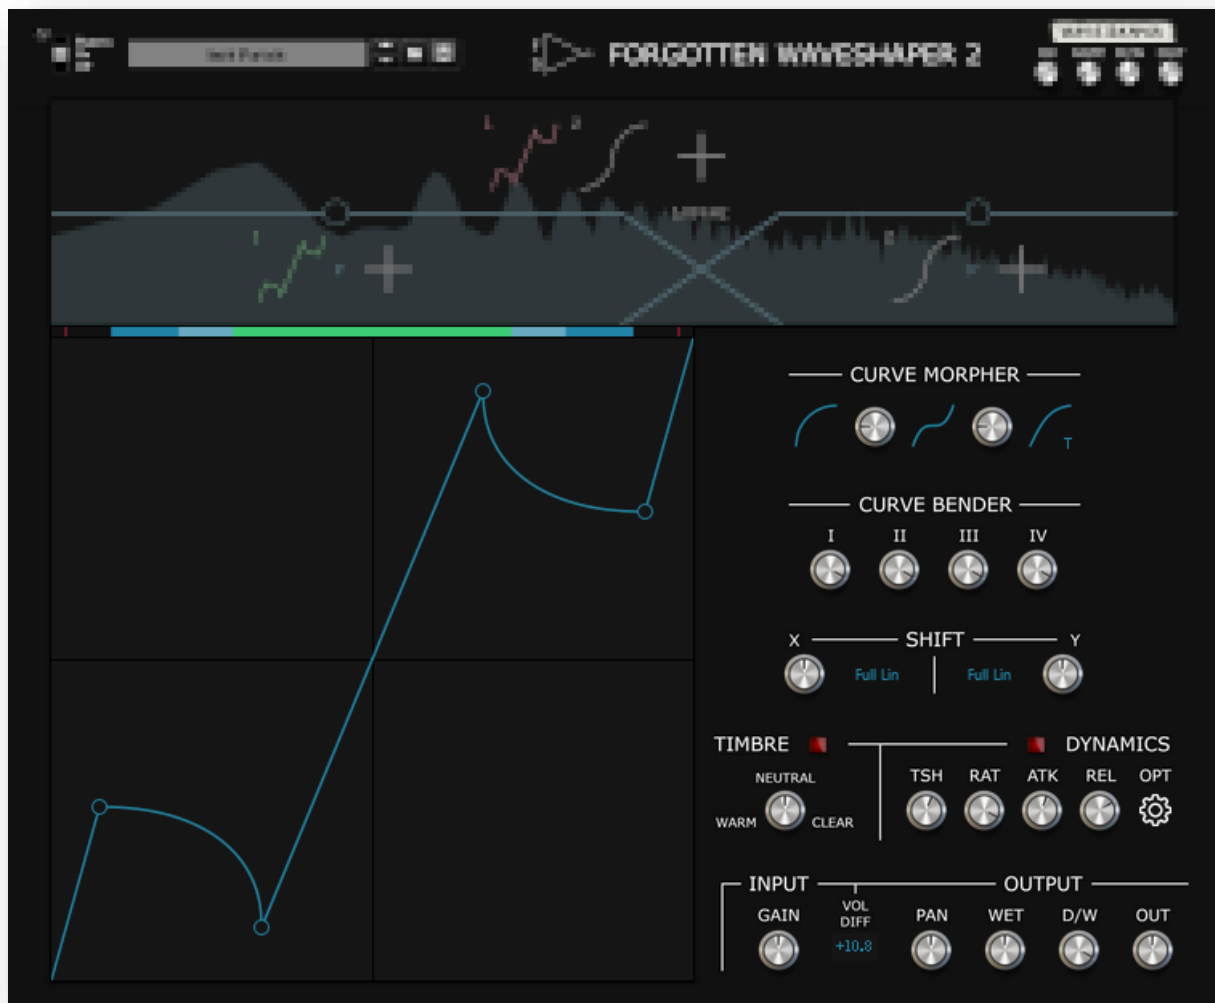 FORGOTTEN WAVESHAPER 2
CURVE MORPHER
T
CURVE BENDER
I II III IV
X SHIFT Y
Full Lin Full Lin
TIMBRE DYNAMICS
NEUTRAL TSH RAT ATK REL OPT
WARM CLEAR
INPUT OUTPUT
GAIN VOL DIFF PAN WET D/W OUT
+10.8